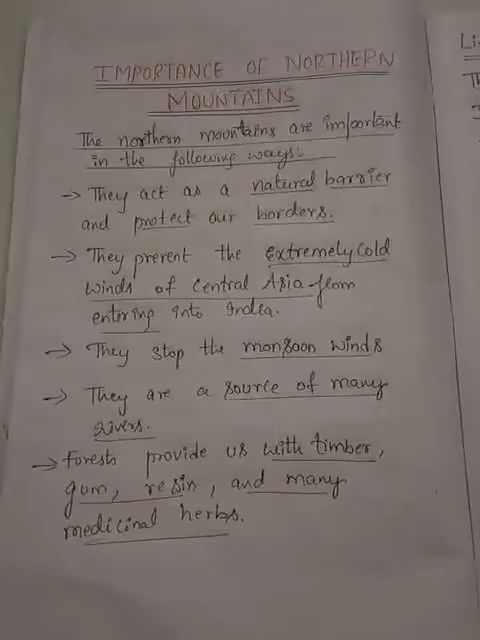 IMPORTANCE OF NORTHERN
MOUNTAINS
The northern mountains are important
in the following ways:
→ They act as a natural barrier
and protect our borders.
→ They prevent the extremely cold
winds of Central Asia from
entering into India.
→ They stop the monsoon winds
→ They are a source of many
rivers.
→ Forests provide us with timber,
gum, resin, and many
medicinal herbs.